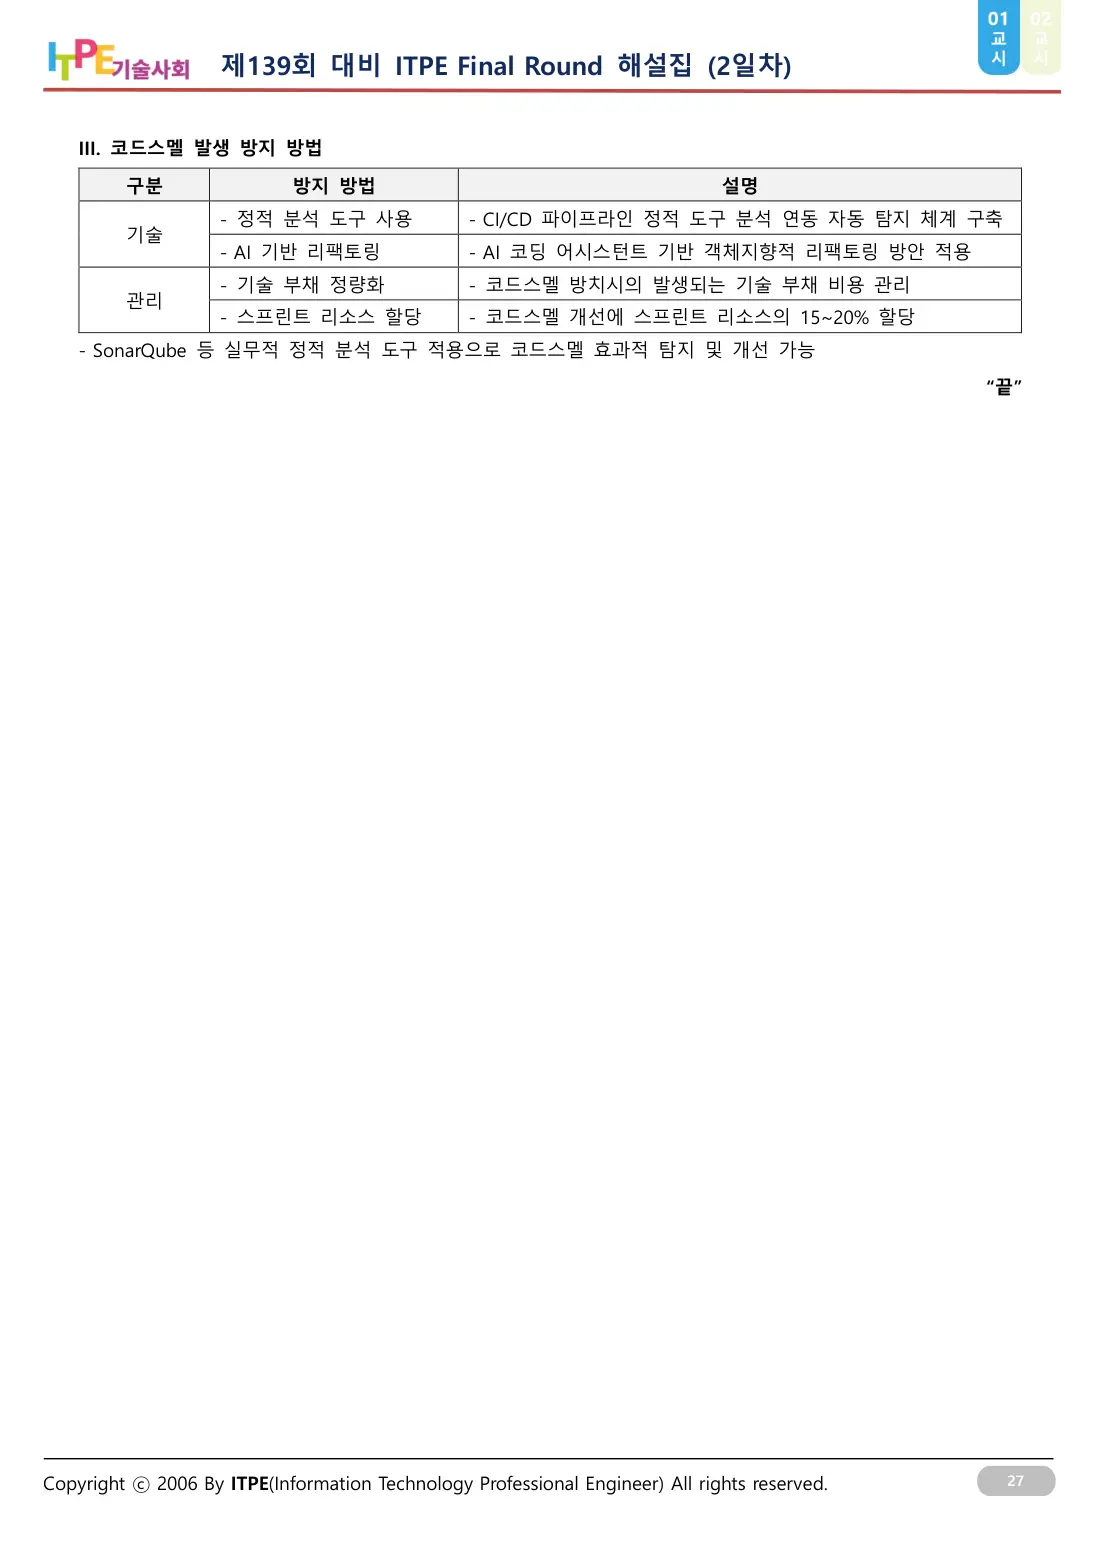 ITPE기술사회 제139회 대비 ITPE Final Round 해설집 (2일차)
01 교시
02 교시
III. 코드스멜 발생 방지 방법
구분 방지 방법 설명
기술 - 정적 분석 도구 사용 - CI/CD 파이프라인 정적 도구 분석 연동 자동 탐지 체계 구축
- AI 기반 리팩토링 - AI 코딩 어시스턴트 기반 객체지향적 리팩토링 방안 적용
관리 - 기술 부채 정량화 - 코드스멜 방치시의 발생되는 기술 부채 비용 관리
- 스프린트 리소스 할당 - 코드스멜 개선에 스프린트 리소스의 15~20% 할당
- SonarQube 등 실무적 정적 분석 도구 적용으로 코드스멜 효과적 탐지 및 개선 가능
“끝”
Copyright ⓒ 2006 By ITPE(Information Technology Professional Engineer) All rights reserved.
27